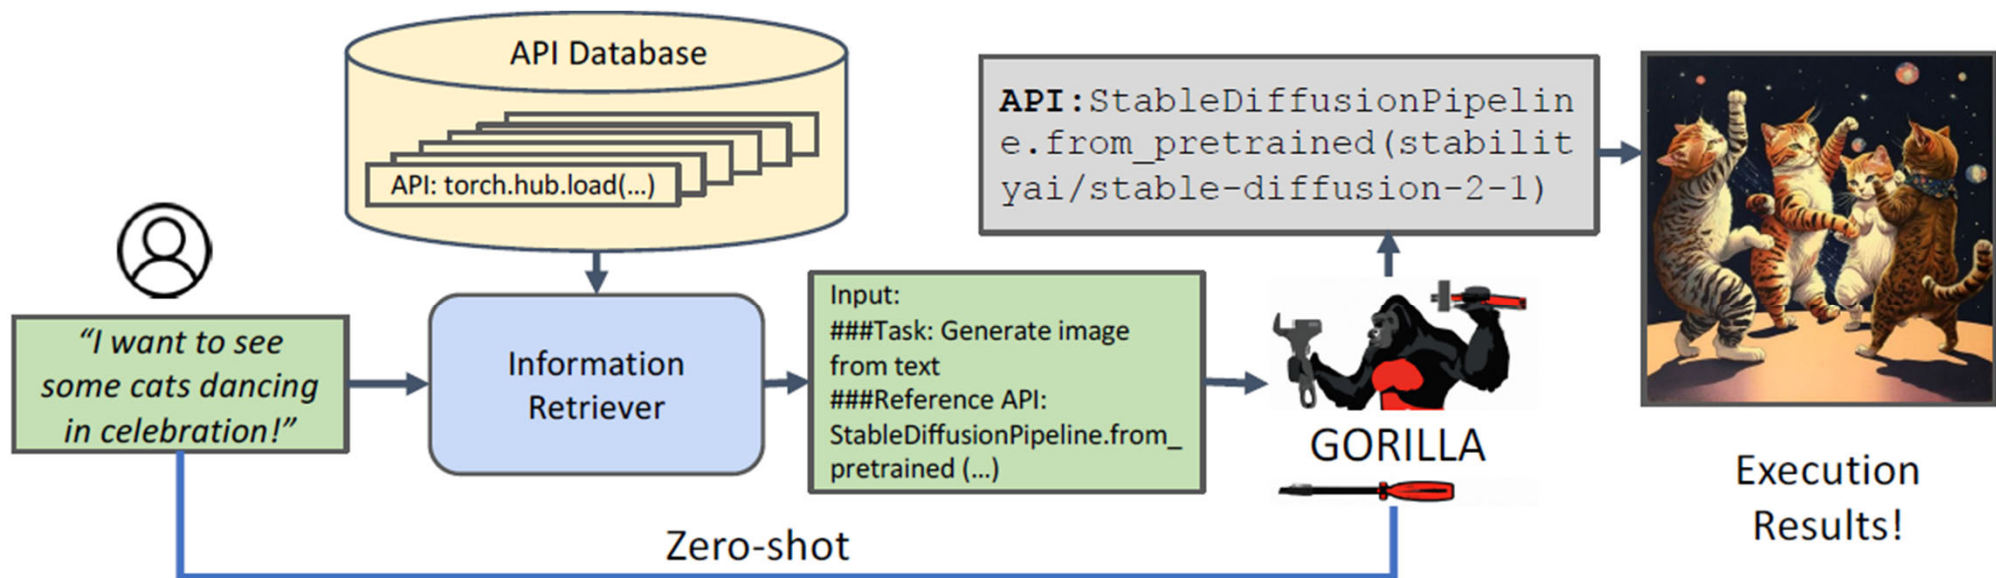 API Database
API: torch.hub.load(...)
“I want to see
some cats dancing
in celebration!”
Information
Retriever
Input:
###Task: Generate image
from text
###Reference API:
StableDiffusionPipeline.from_
pretrained (...)
GORILLA
API:StableDiffusionPipelin
e.from_pretrained(stabilit
yai/stable-diffusion-2-1)
Execution
Results!
Zero-shot